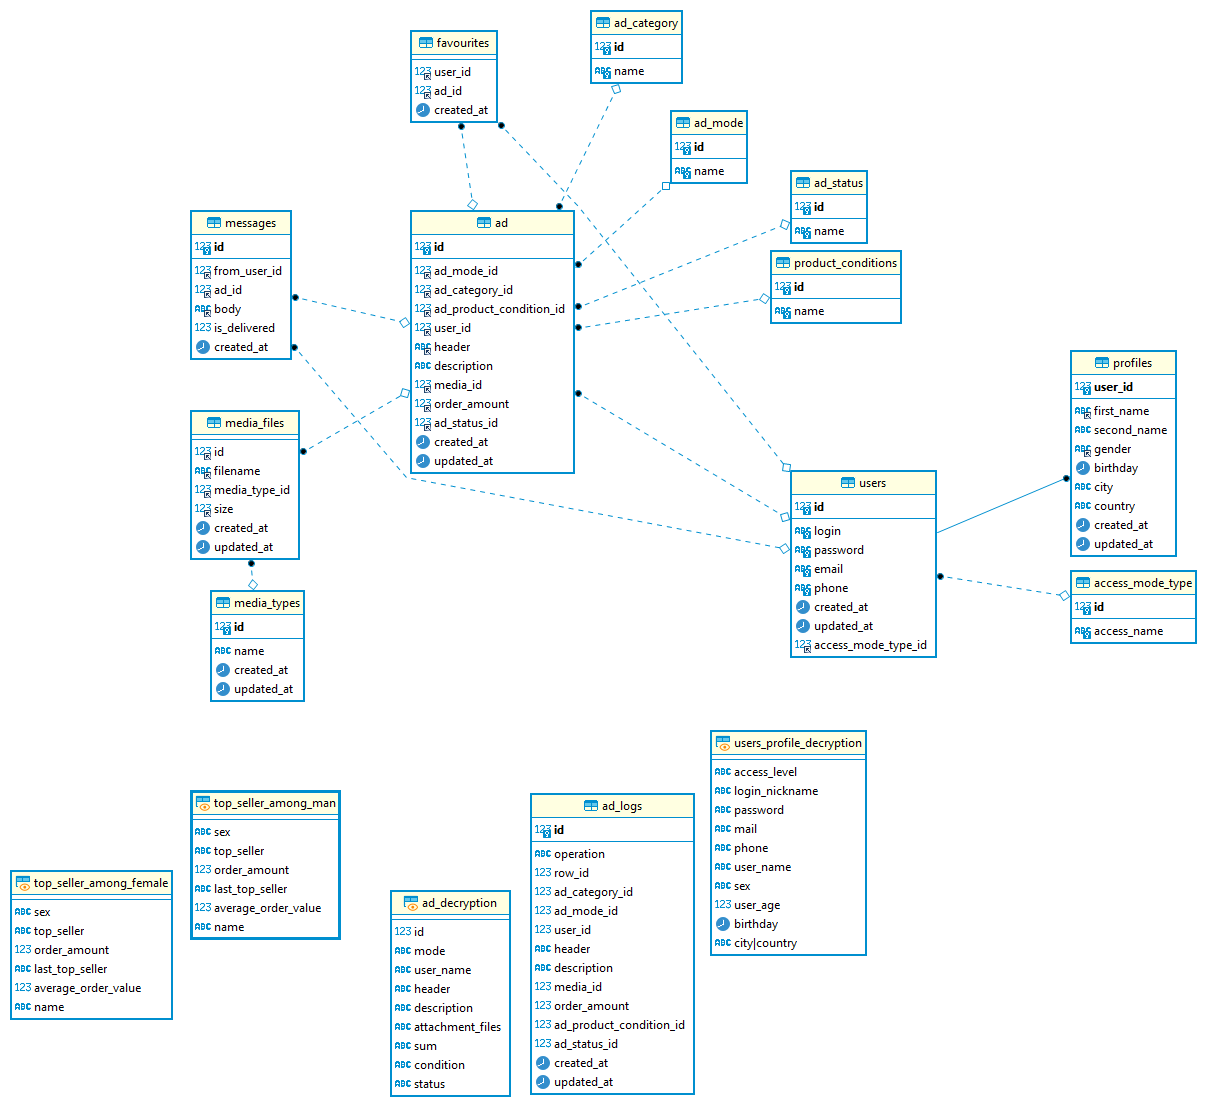 ad_category
id
name
favourites
user_id
ad_id
created_at
ad_mode
id
name
ad_status
id
name
messages
id
from_user_id
ad_id
body
is_delivered
created_at
ad
id
ad_mode_id
ad_category_id
ad_product_condition_id
user_id
header
description
media_id
order_amount
ad_status_id
created_at
updated_at
product_conditions
id
name
profiles
user_id
first_name
second_name
gender
birthday
city
country
created_at
updated_at
media_files
id
filename
media_type_id
size
created_at
updated_at
users
id
login
password
email
phone
created_at
updated_at
access_mode_type_id
access_mode_type
id
access_name
media_types
id
name
created_at
updated_at
users_profile_decryption
access_level
login_nickname
password
mail
phone
user_name
sex
user_age
birthday
city|country
top_seller_among_man
sex
top_seller
order_amount
last_top_seller
average_order_value
name
ad_logs
id
operation
row_id
ad_category_id
ad_mode_id
user_id
header
description
media_id
order_amount
ad_product_condition_id
ad_status_id
created_at
updated_at
top_seller_among_female
sex
top_seller
order_amount
last_top_seller
average_order_value
name
ad_decryption
id
mode
user_name
header
description
attachment_files
sum
condition
status